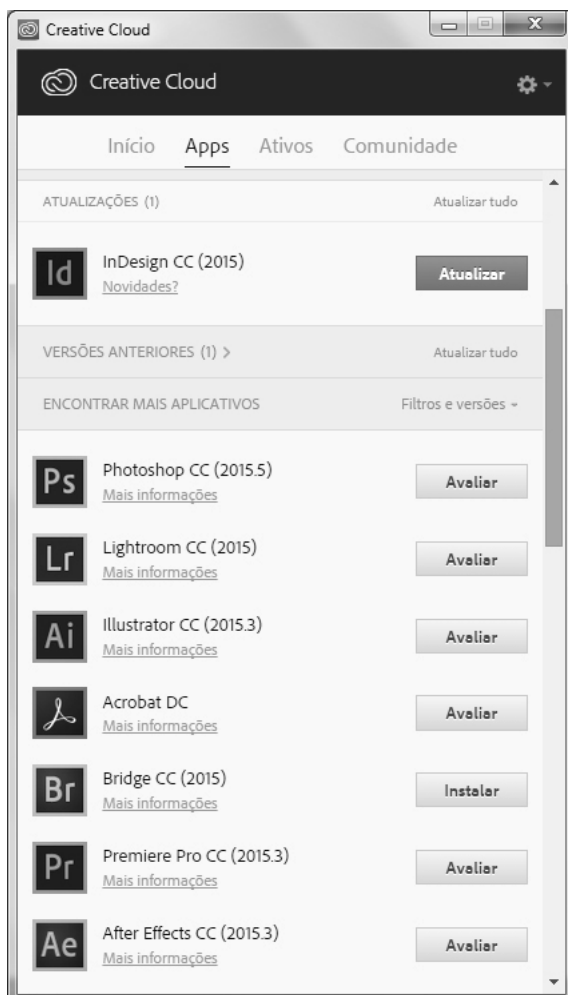 Creative Cloud
Creative Cloud
Início Apps Ativos Comunidade
ATUALIZAÇÕES (1) Atualizar tudo
Id InDesign CC (2015) Atualizar
Novidades?
VERSÕES ANTERIORES (1) > Atualizar tudo
ENCONTRAR MAIS APLICATIVOS Filtros e versões
Ps Photoshop CC (2015.5) Avaliar
Mais informações
Lr Lightroom CC (2015) Avaliar
Mais informações
Ai Illustrator CC (2015.3) Avaliar
Mais informações
Acrobat DC Avaliar
Mais informações
Br Bridge CC (2015) Instalar
Mais informações
Pr Premiere Pro CC (2015.3) Avaliar
Mais informações
Ae After Effects CC (2015.3) Avaliar
Mais informações